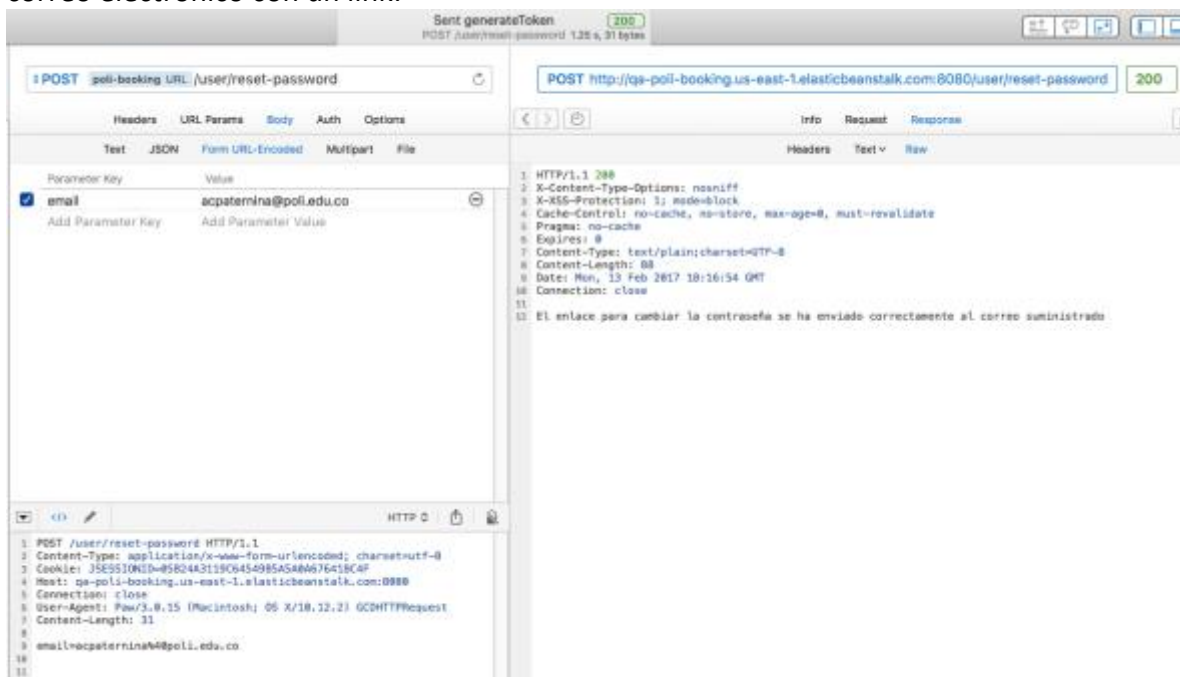 correo electrónico con un link.
Sent generateToken 200
POST /user/reset-password 1.26 s, 31 bytes
POST poli-booking URL /user/reset-password
POST http://qa-poli-booking.us-east-1.elasticbeanstalk.com:8080/user/reset-password 200
Headers URL Params Body Auth Options
Info Request Response
Text JSON Form URL-Encoded Multipart File
Headers Text Raw
Parameter Key Value
email acpaternina@poli.edu.co
Add Parameter Key Add Parameter Value
1 HTTP/1.1 200
2 X-Content-Type-Options: nosniff
3 X-XSS-Protection: 1; mode=block
4 Cache-Control: no-cache, no-store, max-age=0, must-revalidate
5 Pragma: no-cache
6 Expires: 0
7 Content-Type: text/plain;charset=UTF-8
8 Content-Length: 88
9 Date: Mon, 13 Feb 2017 10:16:54 GMT
10 Connection: close
11
12 El enlace para cambiar la contraseña se ha enviado correctamente al correo suministrado
HTTP
1 POST /user/reset-password HTTP/1.1
2 Content-Type: application/x-www-form-urlencoded; charset=utf-8
3 Cookie:
4 Host: qa-poli-booking.us-east-1.elasticbeanstalk.com:8080
5 Connection: close
6 User-Agent: Paw/3.0.15 (Macintosh; OS X/10.12.2) GCDHTTPRequest
7 Content-Length: 31
8
9 email=acpaternina%40poli.edu.co
10
11